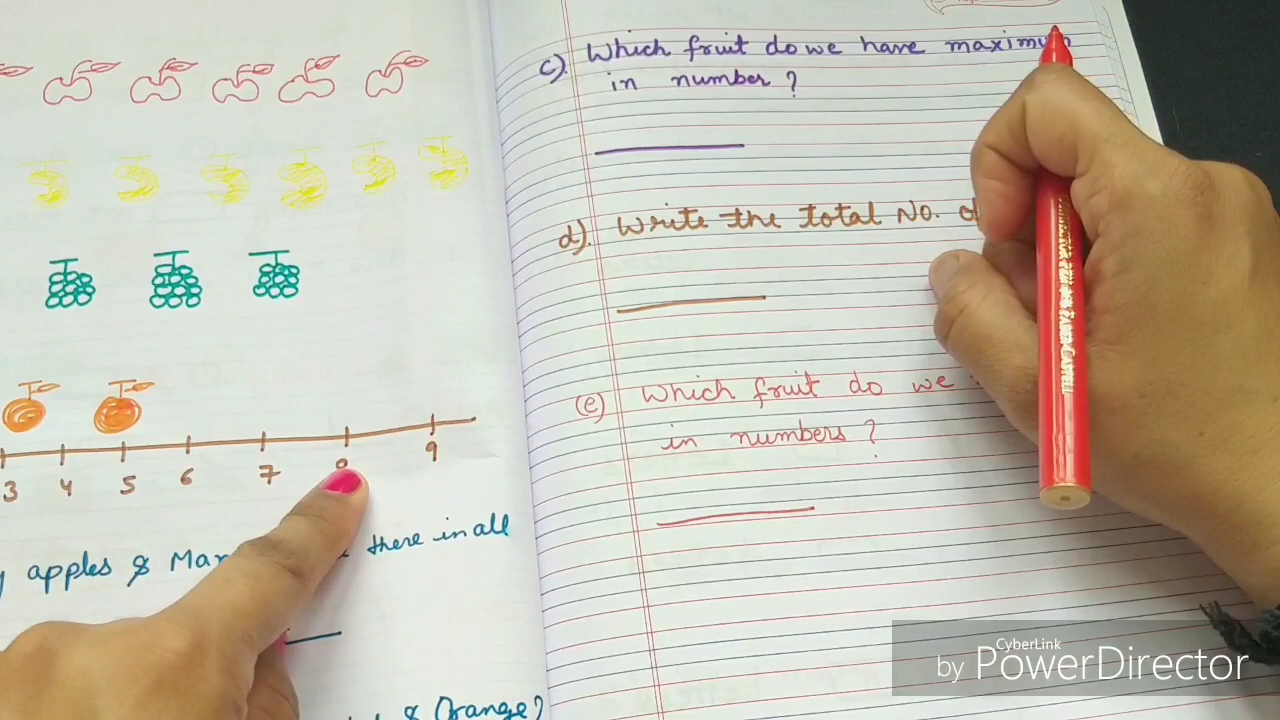 3 4 5 6 7 8 9
apples & there in all
& Orange?
c). Which fruit do we have maximum
in number ?
d). Write the total No. of
(e) Which fruit do we
in numbers ?
CyberLink
by PowerDirector